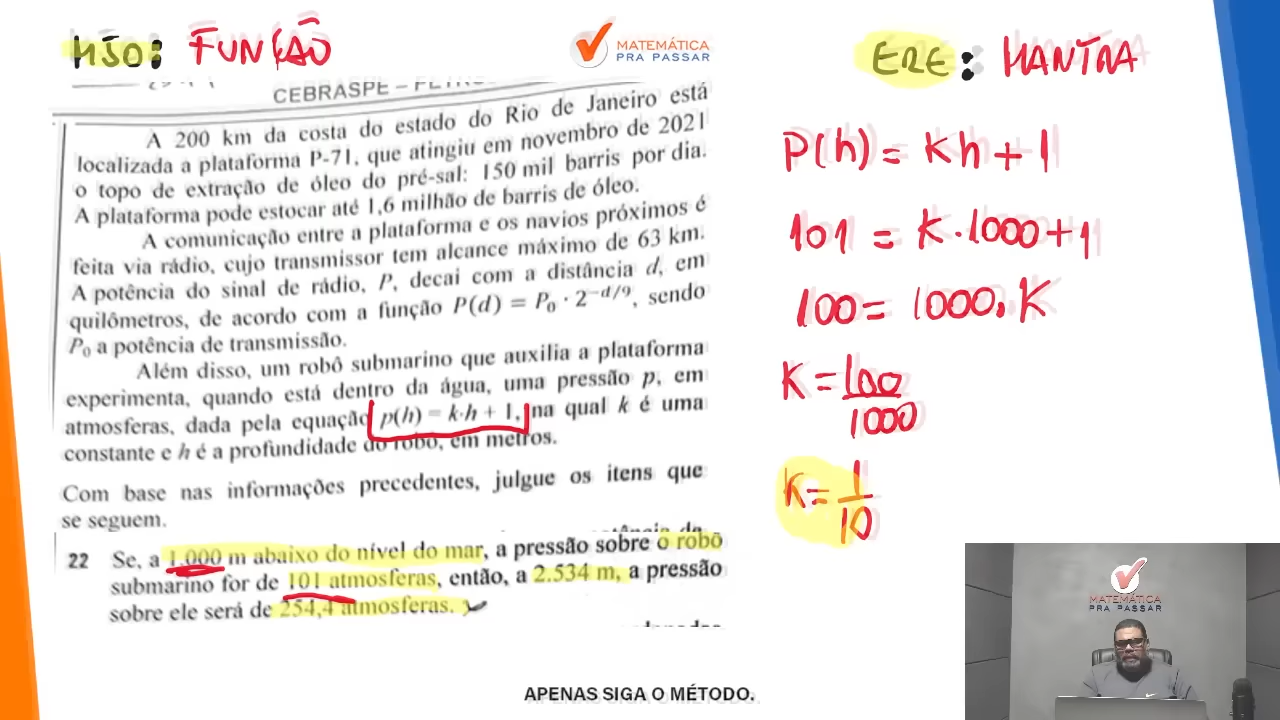 MÉTODO: FUNÇÃO
MATEMÁTICA
PRA PASSAR
ERE: MANTRA
CEBRASPE –
A 200 km da costa do estado do Rio de Janeiro está
localizada a plataforma P-71, que atingiu em novembro de 2021
o topo de extração de óleo do pré-sal: 150 mil barris por dia.
A plataforma pode estocar até 1,6 milhão de barris de óleo.
A comunicação entre a plataforma e os navios próximos é
feita via rádio, cujo transmissor tem alcance máximo de 63 km.
A potência do sinal de rádio, P, decai com a distância d, em
quilômetros, de acordo com a função P(d) = P₀ · 2^{-d/9}, sendo
P₀ a potência de transmissão.
Além disso, um robô submarino que auxilia a plataforma
experimenta, quando está dentro da água, uma pressão p, em
atmosferas, dada pela equação p(h) = k·h + 1, na qual k é uma
constante e h é a profundidade do robô, em metros.
Com base nas informações precedentes, julgue os itens que
se seguem.
22 Se, a 1.000 m abaixo do nível do mar, a pressão sobre o robô
submarino for de 101 atmosferas, então, a 2.534 m, a pressão
sobre ele será de 254,4 atmosferas.
P(h) = Kh + 1
101 = K.1000 + 1
100 = 1000.K
K = 100
1000
K = 1
10
MATEMÁTICA
PRA PASSAR
APENAS SIGA O MÉTODO.